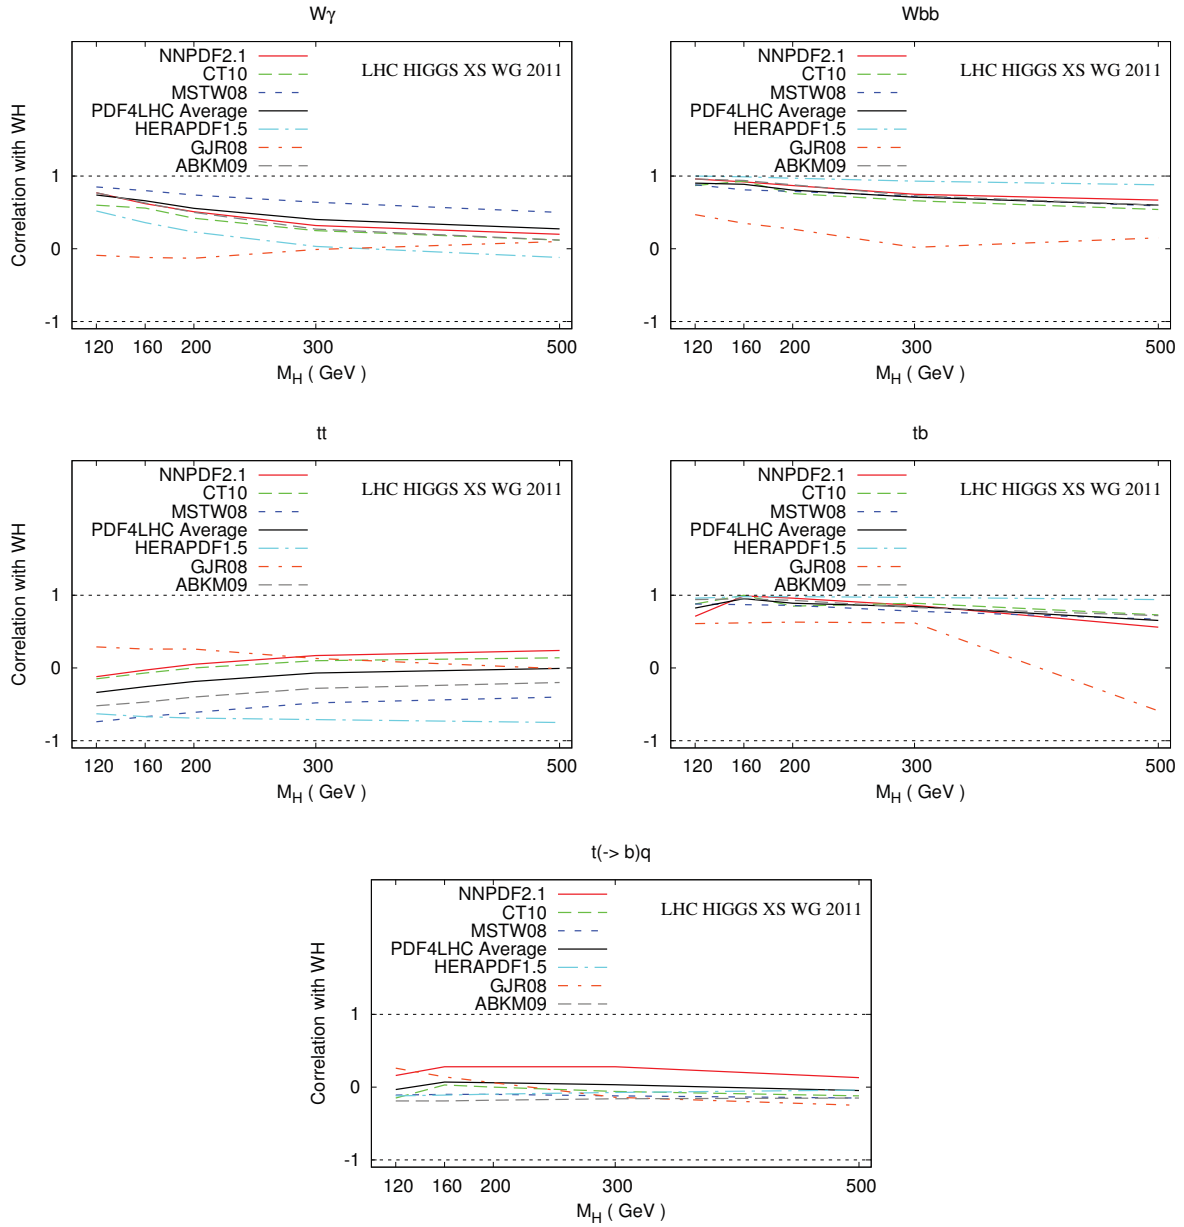 Wγ
NNPDF2.1
CT10
MSTW08
PDF4LHC Average
HERAPDF1.5
GJR08
ABKM09
LHC HIGGS XS WG 2011
Correlation with WH
1
0
-1
120 160 200 300 500
M_H ( GeV )
Wbb
NNPDF2.1
CT10
MSTW08
PDF4LHC Average
HERAPDF1.5
GJR08
ABKM09
LHC HIGGS XS WG 2011
Correlation with WH
1
0
-1
120 160 200 300 500
M_H ( GeV )
tt
NNPDF2.1
CT10
MSTW08
PDF4LHC Average
HERAPDF1.5
GJR08
ABKM09
LHC HIGGS XS WG 2011
Correlation with WH
1
0
-1
120 160 200 300 500
M_H ( GeV )
tb
NNPDF2.1
CT10
MSTW08
PDF4LHC Average
HERAPDF1.5
GJR08
ABKM09
LHC HIGGS XS WG 2011
Correlation with WH
1
0
-1
120 160 200 300 500
M_H ( GeV )
t(-> b)q
NNPDF2.1
CT10
MSTW08
PDF4LHC Average
HERAPDF1.5
GJR08
ABKM09
LHC HIGGS XS WG 2011
Correlation with WH
1
0
-1
120 160 200 300 500
M_H ( GeV )